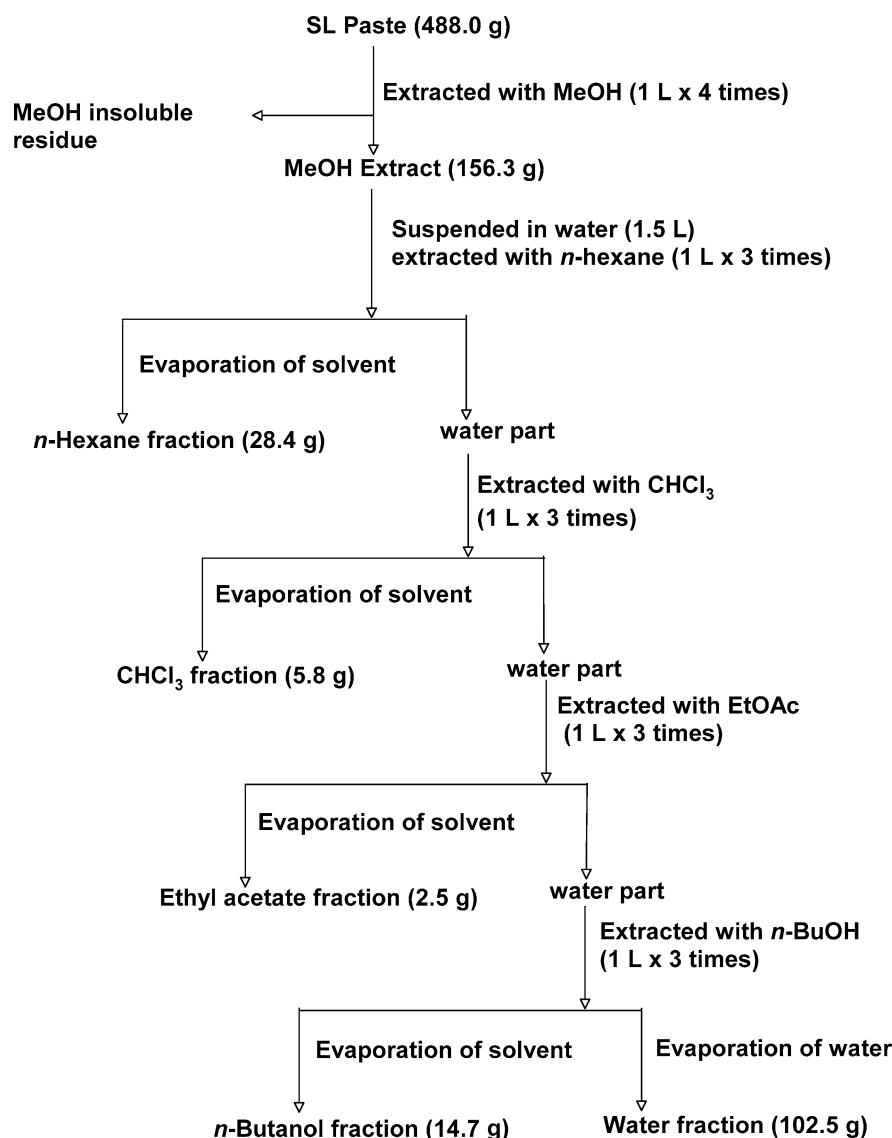 SL Paste (488.0 g)
Extracted with MeOH (1 L x 4 times)
MeOH insoluble
residue
MeOH Extract (156.3 g)
Suspended in water (1.5 L)
extracted with n-hexane (1 L x 3 times)
Evaporation of solvent
n-Hexane fraction (28.4 g)
water part
Extracted with CHCl₃
(1 L x 3 times)
Evaporation of solvent
CHCl₃ fraction (5.8 g)
water part
Extracted with EtOAc
(1 L x 3 times)
Evaporation of solvent
Ethyl acetate fraction (2.5 g)
water part
Extracted with n-BuOH
(1 L x 3 times)
Evaporation of solvent
Evaporation of water
n-Butanol fraction (14.7 g)
Water fraction (102.5 g)